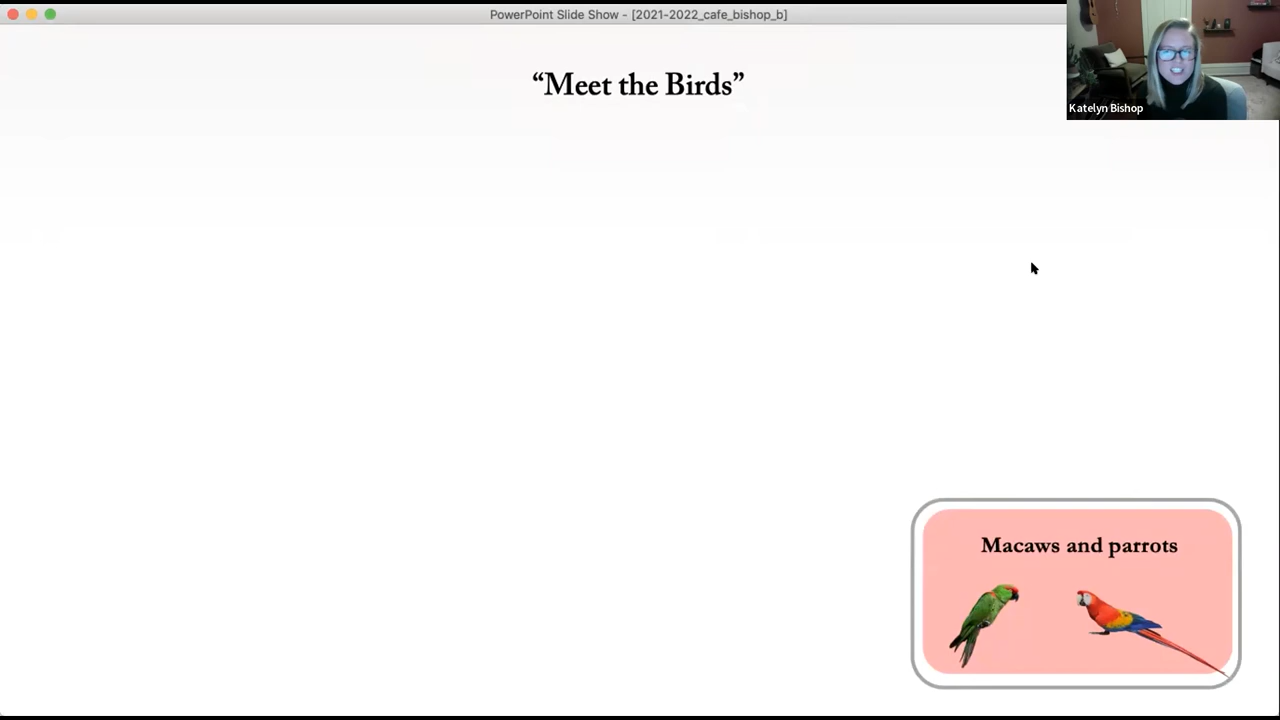 PowerPoint Slide Show - [2021-2022_cafe_bishop_b]
“Meet the Birds”
Katelyn Bishop
Macaws and parrots